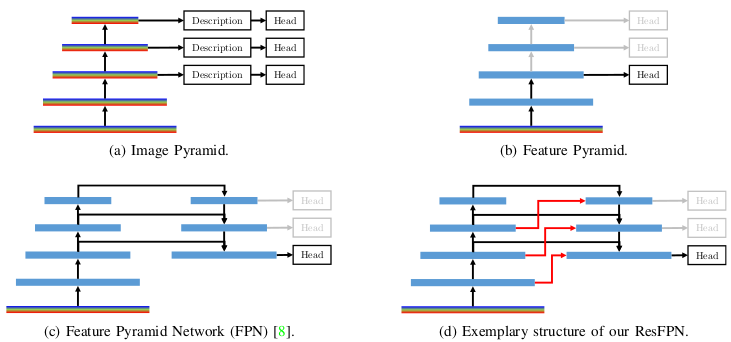 Description Head
Description Head
Description Head
(a) Image Pyramid.
Head
Head
Head
(b) Feature Pyramid.
Head
Head
Head
(c) Feature Pyramid Network (FPN) [8].
Head
Head
Head
(d) Exemplary structure of our ResFPN.